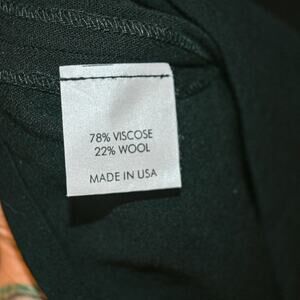 78% VISCOSE
22% WOOL
MADE IN USA